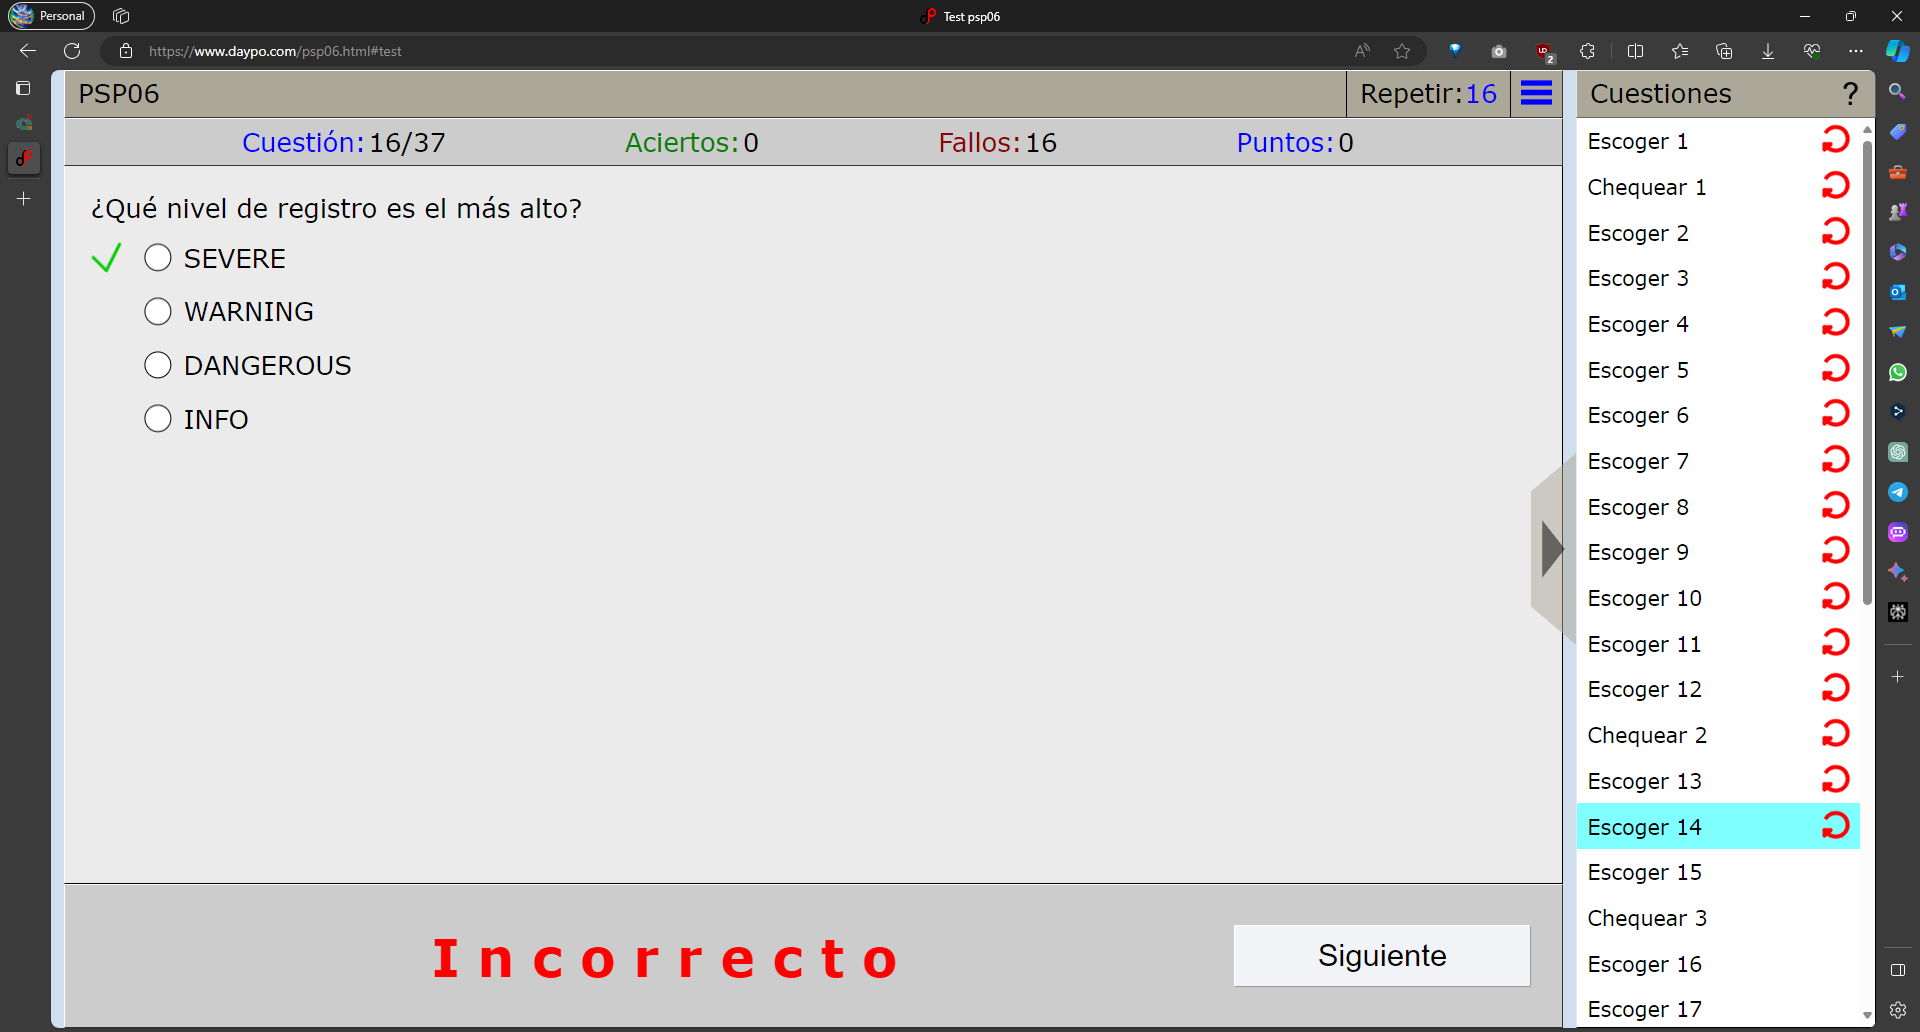 Personal
Test psp06
https://www.daypo.com/psp06.html#test
2
PSP06
Repetir:16
Cuestiones
?
Cuestión:16/37
Aciertos:0
Fallos:16
Puntos:0
¿Qué nivel de registro es el más alto?
SEVERE
WARNING
DANGEROUS
INFO
Incorrecto
Siguiente
Escoger 1
Chequear 1
Escoger 2
Escoger 3
Escoger 4
Escoger 5
Escoger 6
Escoger 7
Escoger 8
Escoger 9
Escoger 10
Escoger 11
Escoger 12
Chequear 2
Escoger 13
Escoger 14
Escoger 15
Chequear 3
Escoger 16
Escoger 17